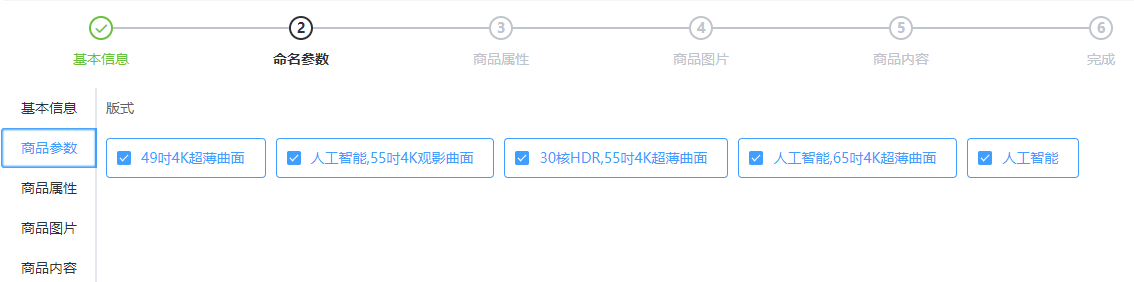 2 3 4 5 6
基本信息 命名参数 商品属性 商品图片 商品内容 完成
基本信息 版式
商品参数
49吋4K超薄曲面 人工智能,55吋4K观影曲面 30核HDR,55吋4K超薄曲面 人工智能,65吋4K超薄曲面 人工智能
商品属性
商品图片
商品内容